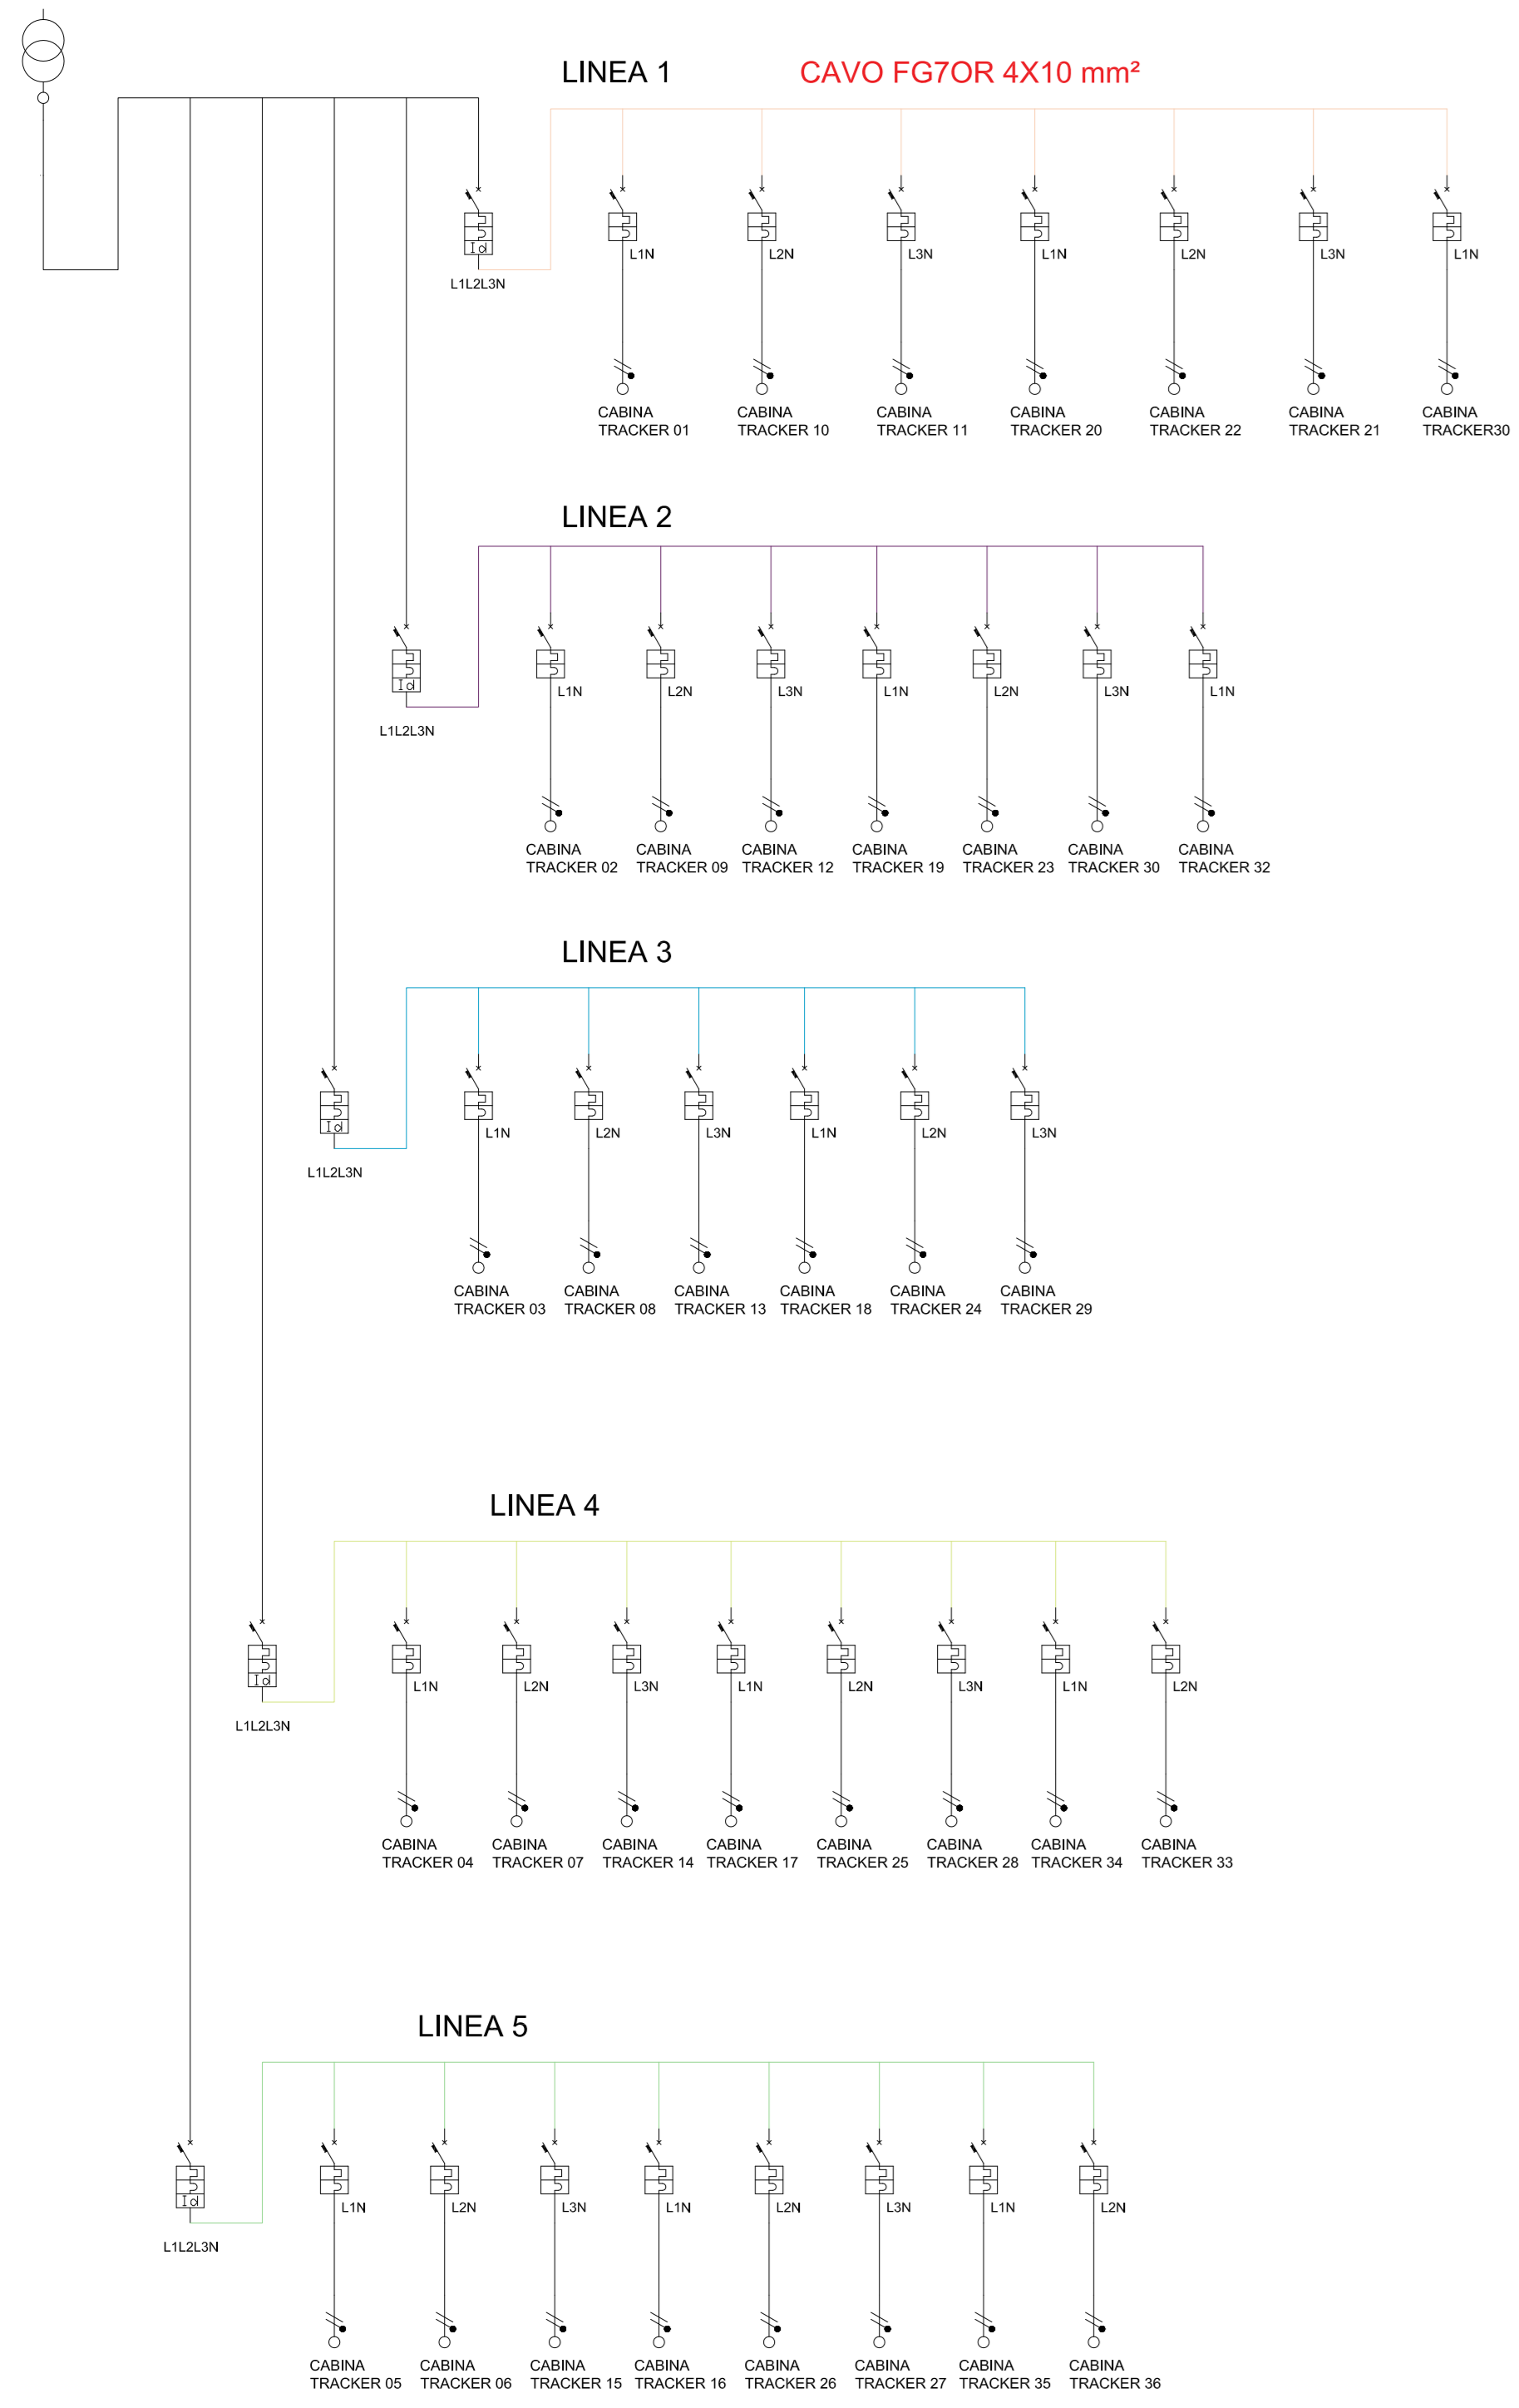 LINEA 1
CAVO FG7OR 4X10 mm²
Id
L1L2L3N
L1N
L2N
L3N
L1N
L2N
L3N
L1N
CABINA
TRACKER 01
CABINA
TRACKER 10
CABINA
TRACKER 11
CABINA
TRACKER 20
CABINA
TRACKER 22
CABINA
TRACKER 21
CABINA
TRACKER30
LINEA 2
Id
L1L2L3N
L1N
L2N
L3N
L1N
L2N
L3N
L1N
CABINA
TRACKER 02
CABINA
TRACKER 09
CABINA
TRACKER 12
CABINA
TRACKER 19
CABINA
TRACKER 23
CABINA
TRACKER 30
CABINA
TRACKER 32
LINEA 3
Id
L1L2L3N
L1N
L2N
L3N
L1N
L2N
L3N
CABINA
TRACKER 03
CABINA
TRACKER 08
CABINA
TRACKER 13
CABINA
TRACKER 18
CABINA
TRACKER 24
CABINA
TRACKER 29
LINEA 4
Id
L1L2L3N
L1N
L2N
L3N
L1N
L2N
L3N
L1N
L2N
CABINA
TRACKER 04
CABINA
TRACKER 07
CABINA
TRACKER 14
CABINA
TRACKER 17
CABINA
TRACKER 25
CABINA
TRACKER 28
CABINA
TRACKER 34
CABINA
TRACKER 33
LINEA 5
Id
L1L2L3N
L1N
L2N
L3N
L1N
L2N
L3N
L1N
L2N
CABINA
TRACKER 05
CABINA
TRACKER 06
CABINA
TRACKER 15
CABINA
TRACKER 16
CABINA
TRACKER 26
CABINA
TRACKER 27
CABINA
TRACKER 35
CABINA
TRACKER 36